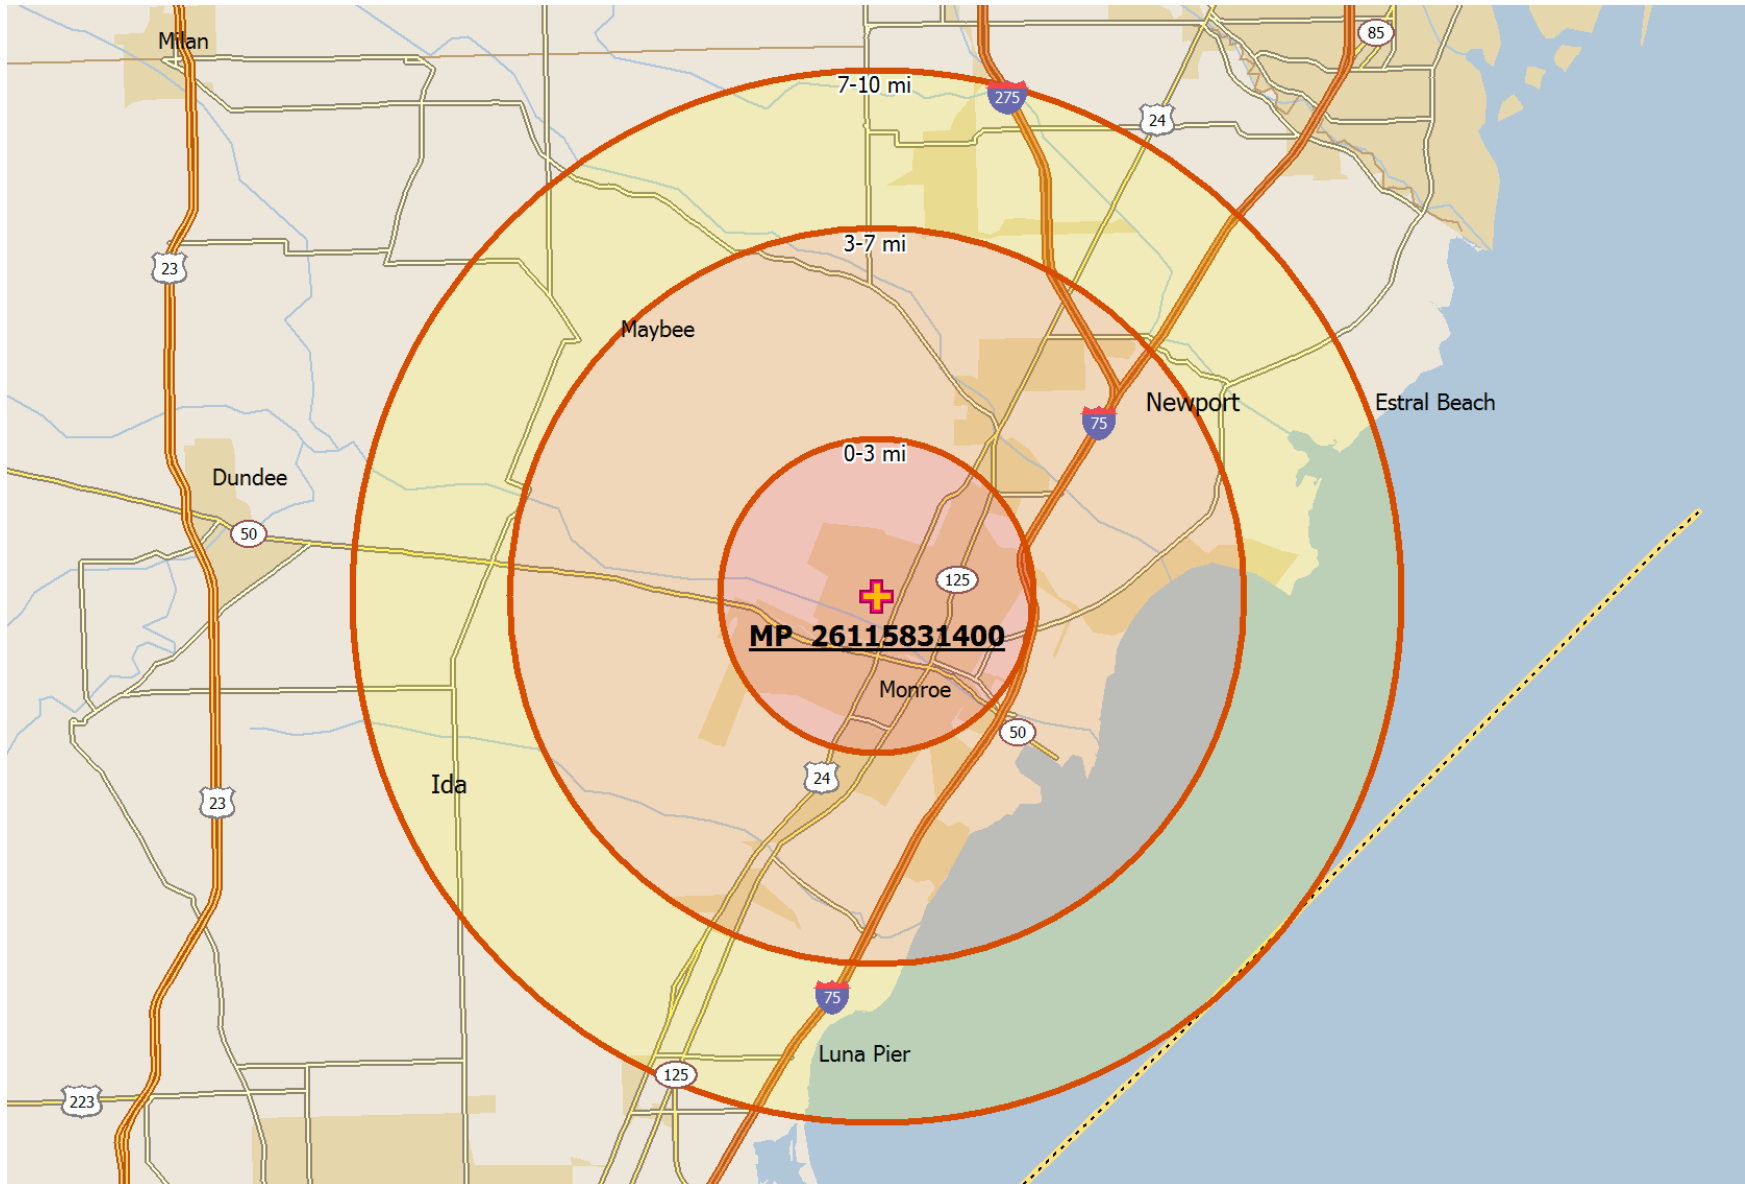 85
Milan
7-10 mi
275
24
3-7 mi
23
Maybee
Newport
Estral Beach
75
0-3 mi
Dundee
50
125
MP 26115831400
Monroe
50
24
Ida
23
75
Luna Pier
125
223